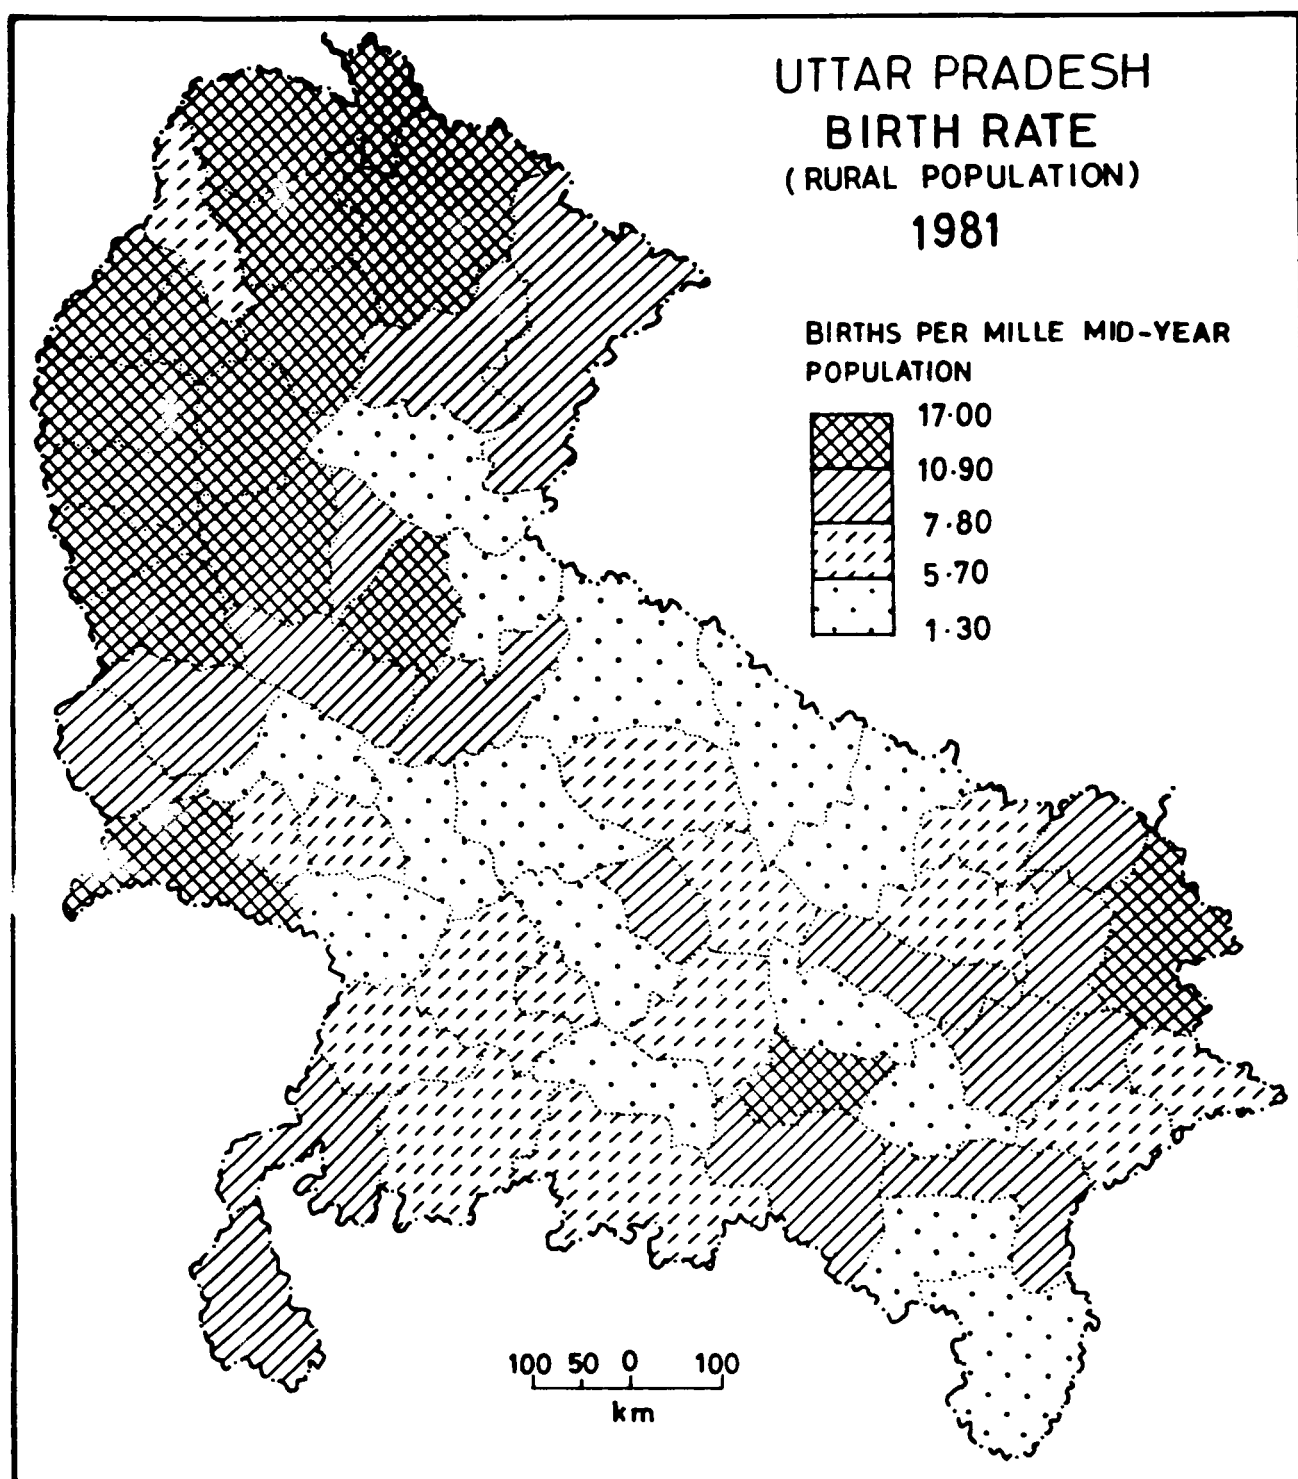 UTTAR PRADESH
BIRTH RATE
(RURAL POPULATION)
1981
BIRTHS PER MILLE MID-YEAR
POPULATION
17·00
10·90
7·80
5·70
1·30
100 50 0 100
km